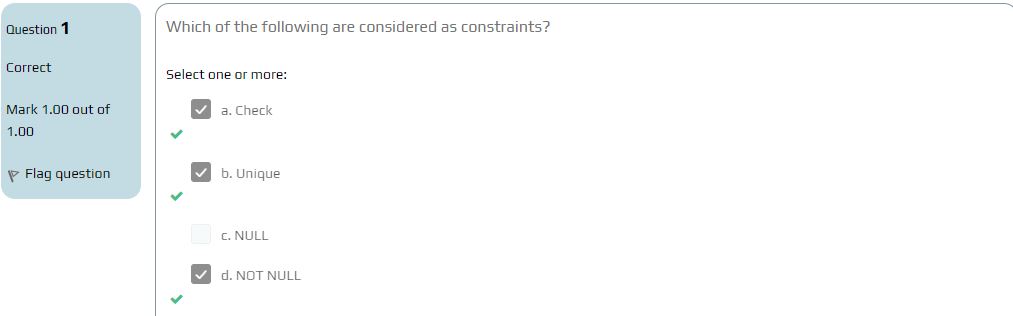 Question 1
Correct
Mark 1.00 out of
1.00
Flag question
Which of the following are considered as constraints?
Select one or more:
a. Check
b. Unique
c. NULL
d. NOT NULL